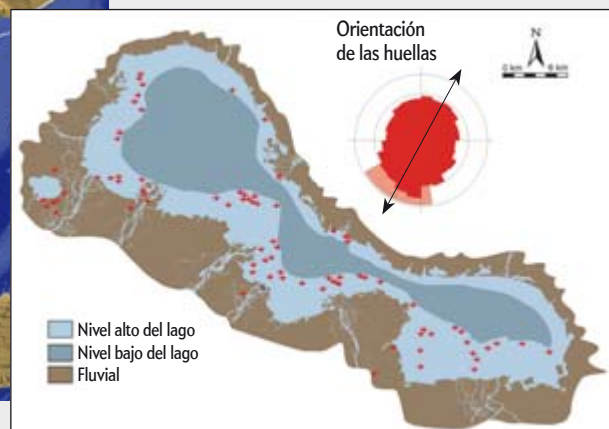 Orientación
de las huellas
N
0 km 6 km
Nivel alto del lago
Nivel bajo del lago
Fluvial